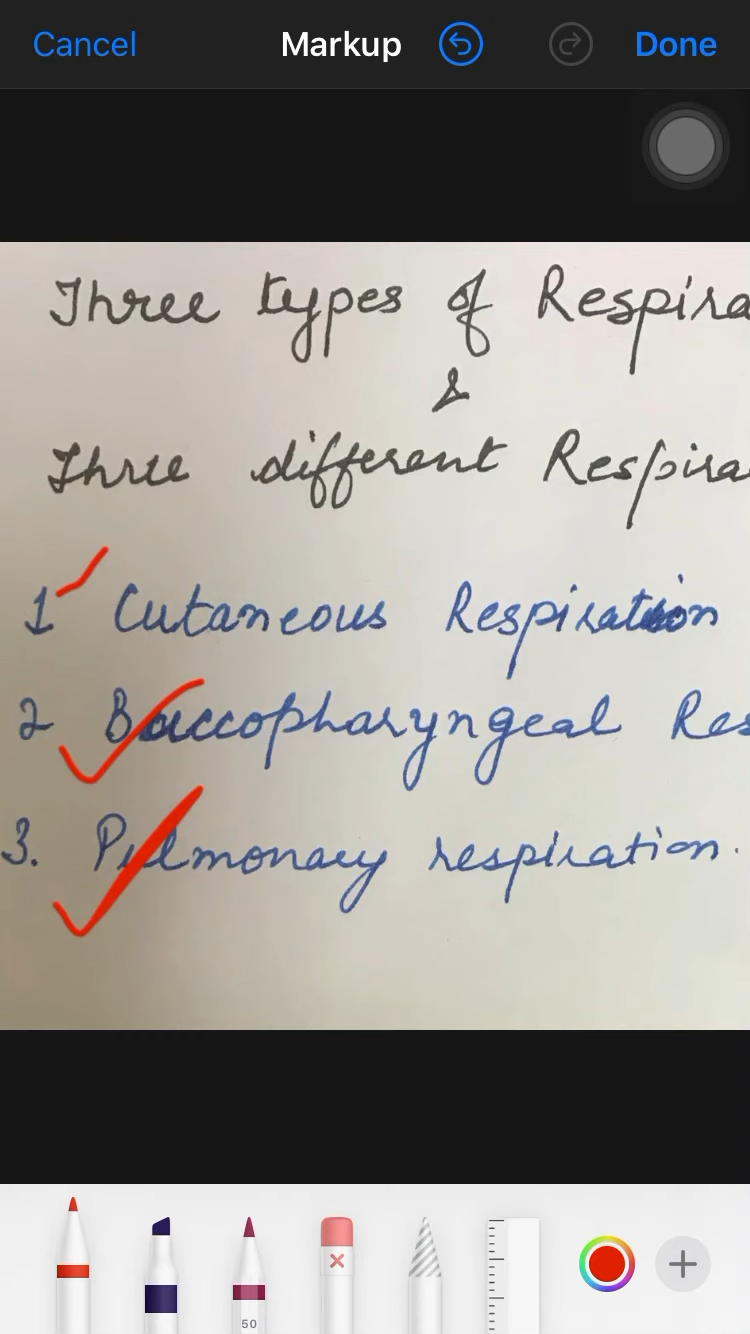 Cancel Markup Done
Three types of Respira
&
Three different Respira
1 Cutaneous Respiration
2 Buccopharyngeal Res
3. Pulmonary respiration.
50